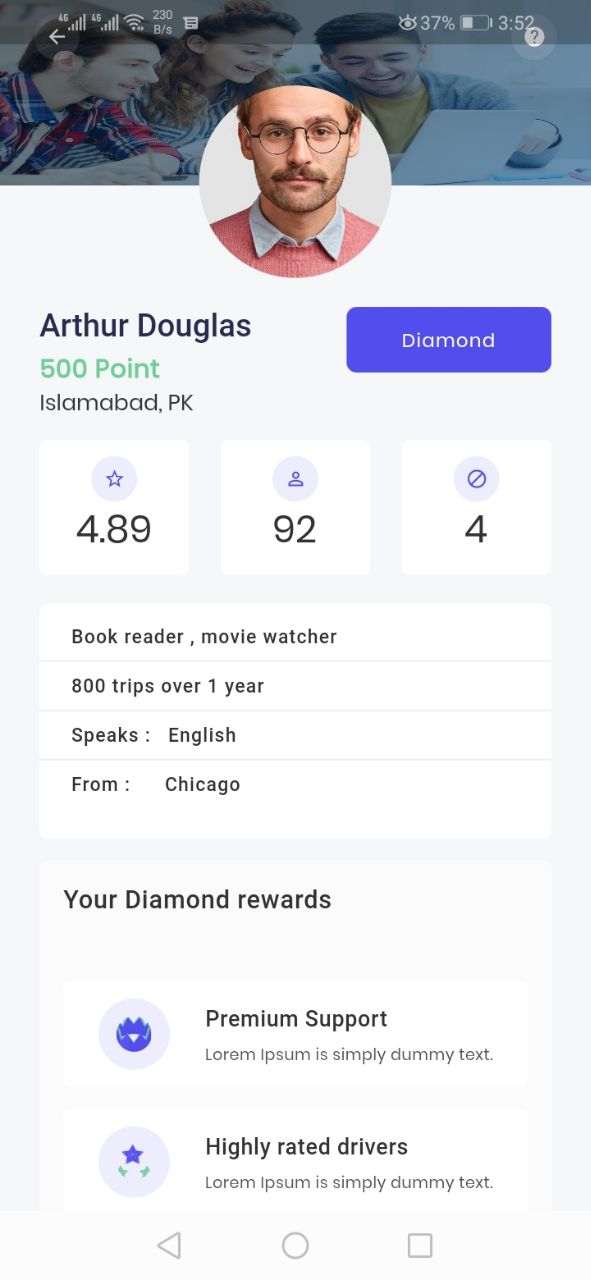 4G 4G 230 B/s 37% 3:52
Arthur Douglas
Diamond
500 Point
Islamabad, PK
4.89 92 4
Book reader , movie watcher
800 trips over 1 year
Speaks : English
From : Chicago
Your Diamond rewards
Premium Support
Lorem Ipsum is simply dummy text.
Highly rated drivers
Lorem Ipsum is simply dummy text.